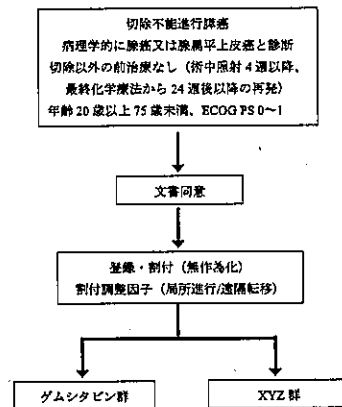 切除不能進行膵癌
病理学的に腺癌又は腺扁平上皮癌と診断
切除以外の前治療なし（術中照射4週以降、
最終化学療法から24週後以降の再発）
年齢20歳以上75歳未満、ECOG PS 0～1
文書同意
登録・割付（無作為化）
割付調整因子（局所進行/遠隔転移）
ゲムシタビン群
XYZ 群